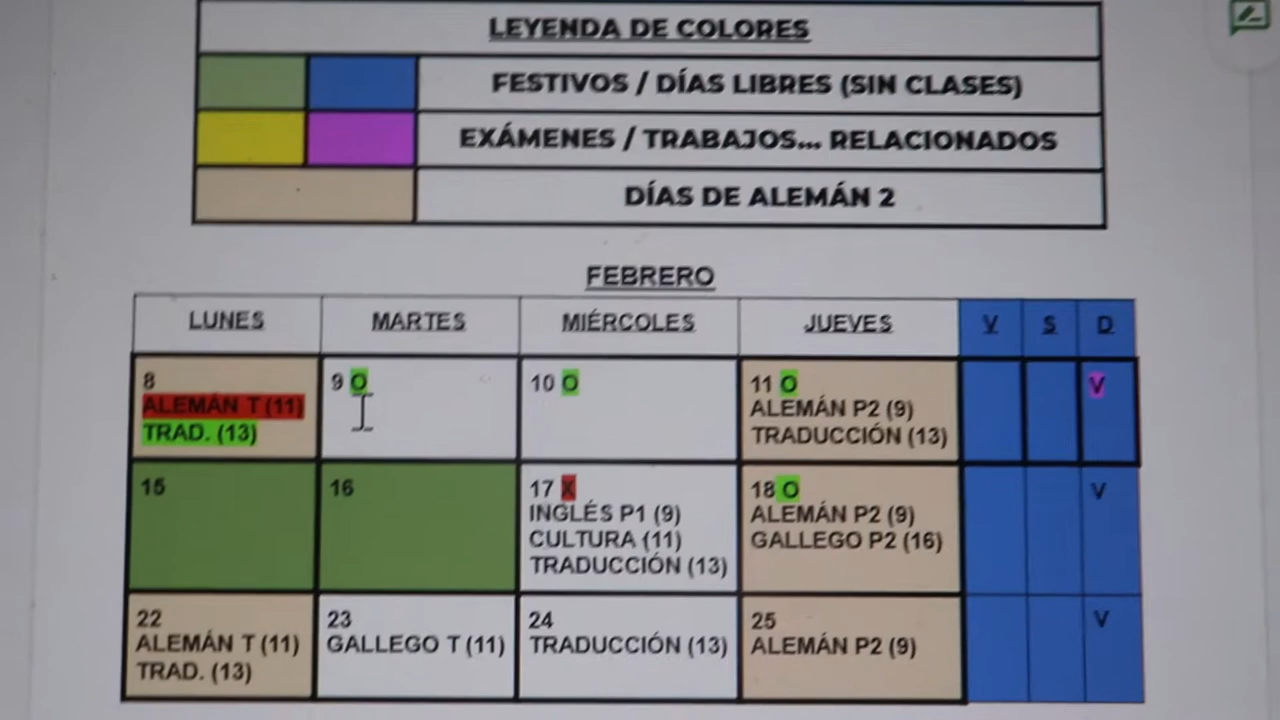 LEYENDA DE COLORES
FESTIVOS / DÍAS LIBRES (SIN CLASES)
EXÁMENES / TRABAJOS... RELACIONADOS
DÍAS DE ALEMÁN 2
FEBRERO
LUNES MARTES MIÉRCOLES JUEVES V S D
8
ALEMÁN T (11)
TRAD. (13)
9 O
10 O
11 O
ALEMÁN P2 (9)
TRADUCCIÓN (13)
V
15
16
17 X
INGLÉS P1 (9)
CULTURA (11)
TRADUCCIÓN (13)
18 O
ALEMÁN P2 (9)
GALLEGO P2 (16)
V
22
ALEMÁN T (11)
TRAD. (13)
23
GALLEGO T (11)
24
TRADUCCIÓN (13)
25
ALEMÁN P2 (9)
V